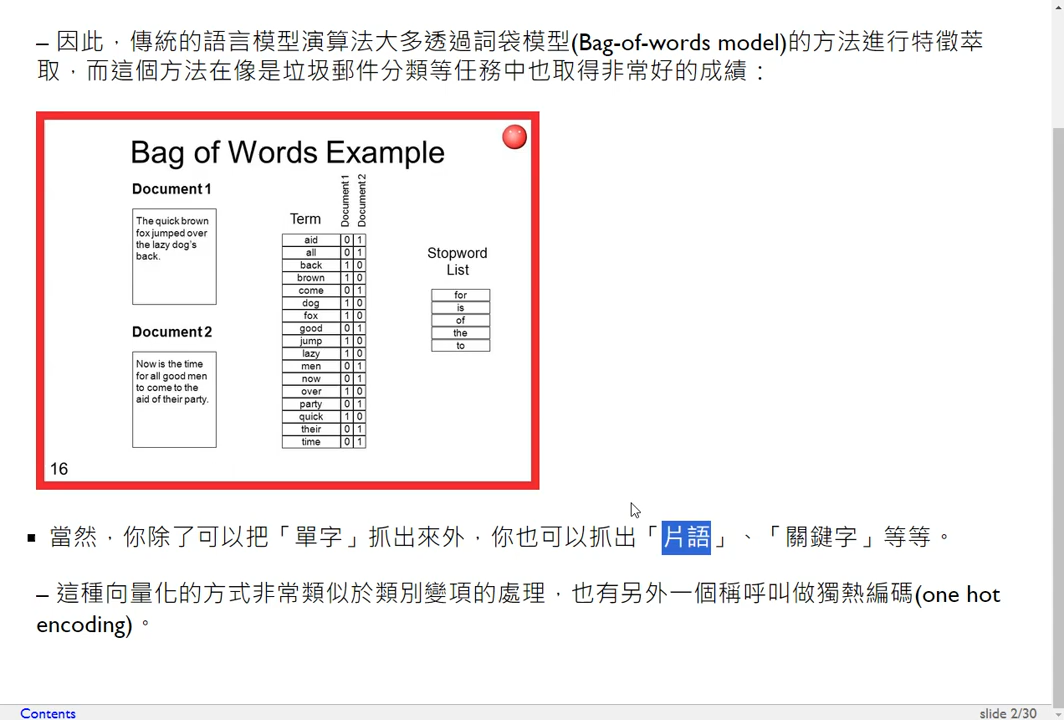 – 因此，傳統的語言模型演算法大多透過詞袋模型(Bag-of-words model)的方法進行特徵萃
取，而這個方法在像是垃圾郵件分類等任務中也取得非常好的成績：
Bag of Words Example
Document 1
The quick brown
fox jumped over
the lazy dog's
back.
Document 2
Now is the time
for all good men
to come to the
aid of their party.
Term Document 1 Document 2
aid 0 1
all 0 1
back 1 0
brown 1 0
come 0 1
dog 1 0
fox 1 0
good 0 1
jump 1 0
lazy 1 0
men 0 1
now 0 1
over 1 0
party 0 1
quick 1 0
their 0 1
time 0 1
Stopword
List
for
is
of
the
to
16
▪ 當然，你除了可以把「單字」抓出來外，你也可以抓出「片語」、「關鍵字」等等。
– 這種向量化的方式非常類似於類別變項的處理，也有另外一個稱呼叫做獨熱編碼(one hot
encoding)。
Contents
slide 2/30